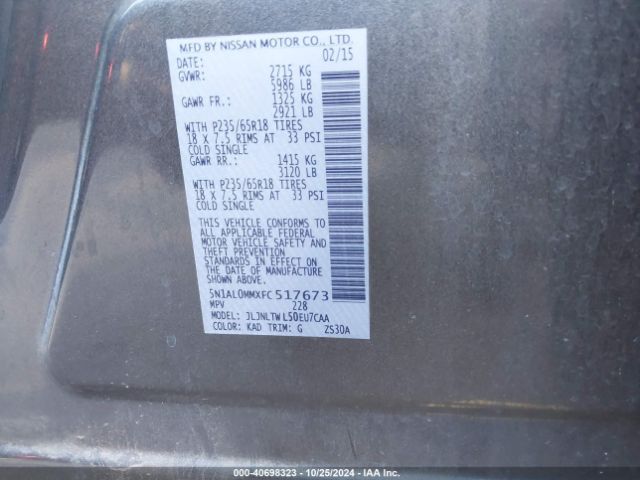 MFD BY NISSAN MOTOR CO., LTD.
DATE: 02/15
GVWR: 2715 KG
5986 LB
GAWR FR.: 1325 KG
2921 LB
WITH P235/65R18 TIRES
18 X 7.5 RIMS AT 33 PSI
COLD SINGLE
GAWR RR.: 1415 KG
3120 LB
WITH P235/65R18 TIRES
18 X 7.5 RIMS AT 33 PSI
COLD SINGLE
THIS VEHICLE CONFORMS TO
ALL APPLICABLE FEDERAL
MOTOR VEHICLE SAFETY AND
THEFT PREVENTION
STANDARDS IN EFFECT ON
THE DATE OF MANUFACTURE
SHOWN ABOVE.
5N1AL0MMXFC517673
MPV 228
MODEL: JLJNLTWL50EU7CAA
COLOR: KAD TRIM: G ZS30A
000-40698323 - 10/25/2024 - IAA Inc.